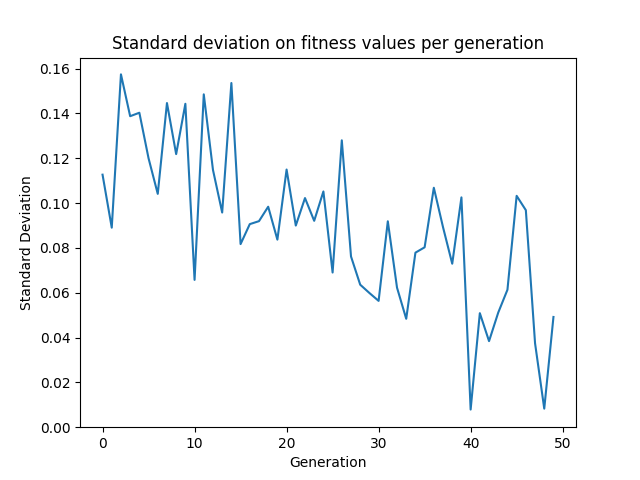 Standard deviation on fitness values per generation
0.16
0.14
0.12
0.10
0.08
0.06
0.04
0.02
0.00
Standard Deviation
0 10 20 30 40 50
Generation